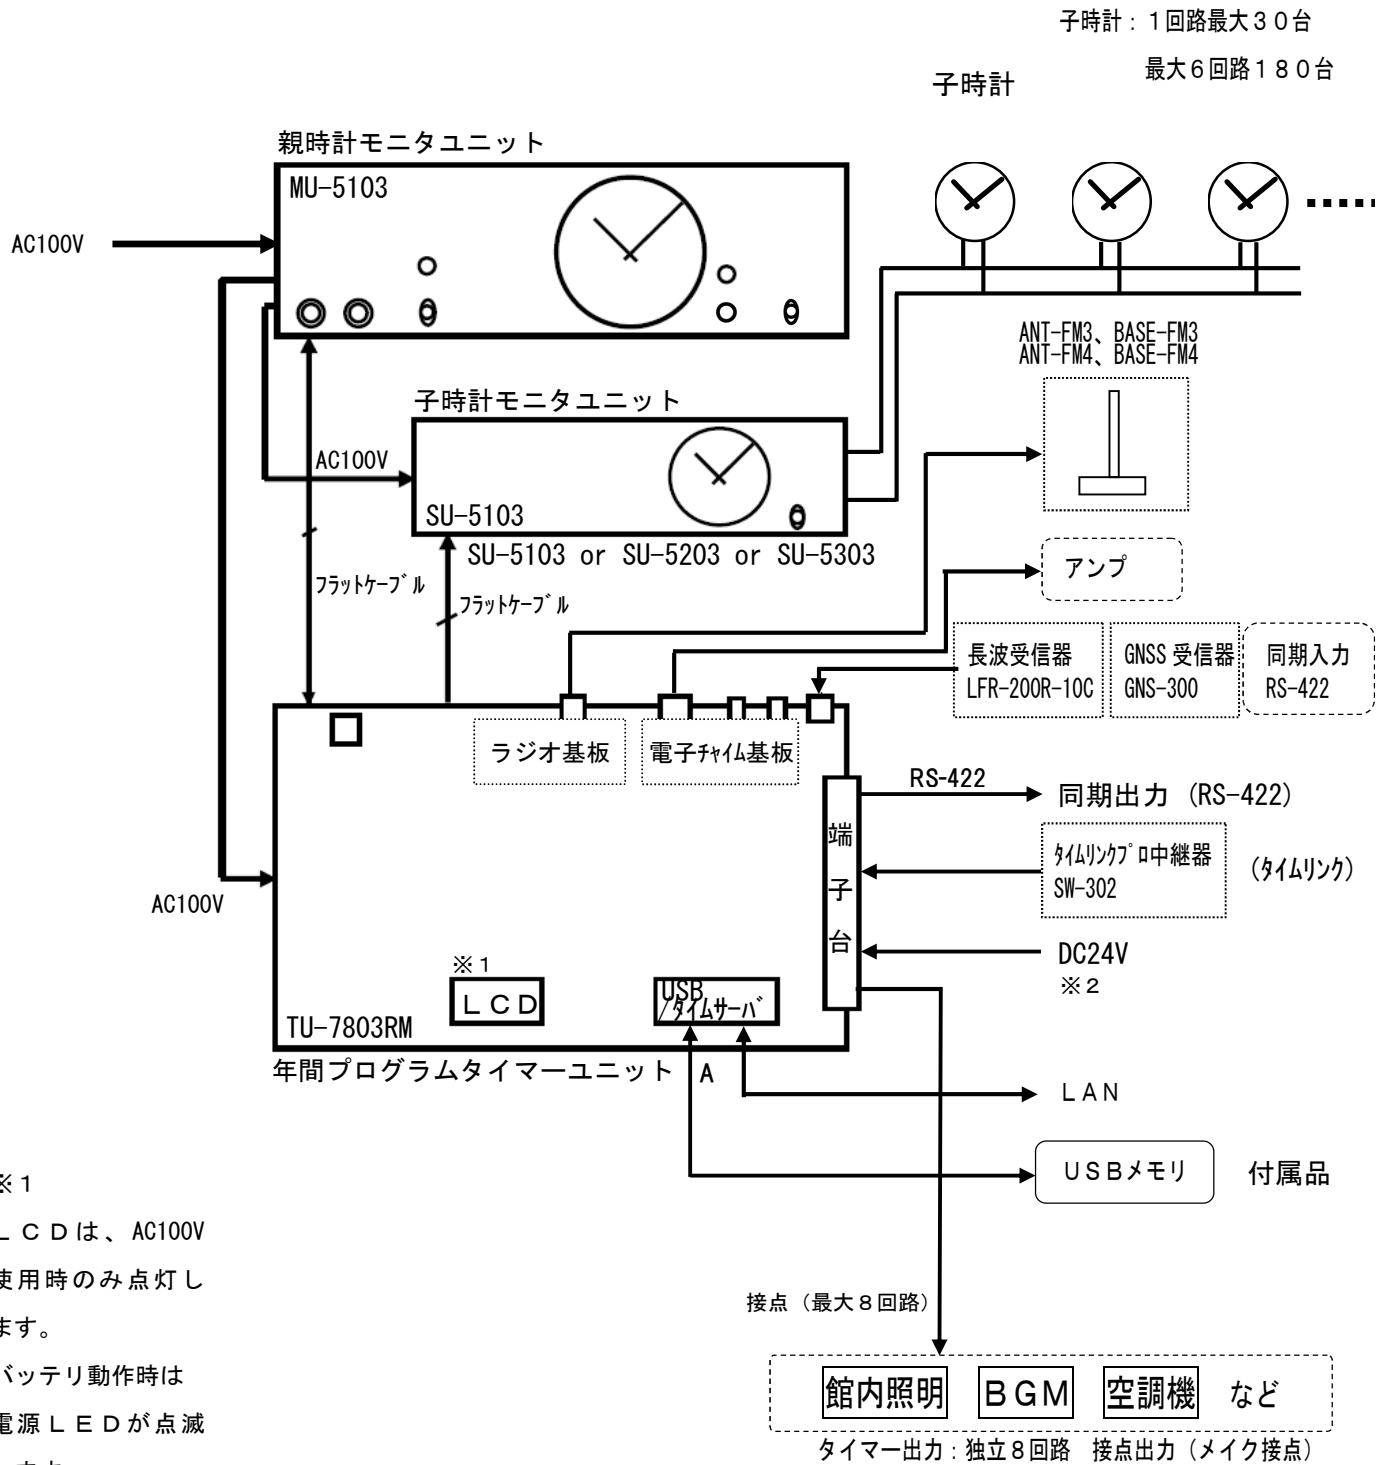 子時計：1回路最大３０台
最大６回路１８０台
子時計
親時計モニタユニット
MU-5103
AC100V
ANT-FM3、BASE-FM3
ANT-FM4、BASE-FM4
子時計モニタユニット
AC100V
SU-5103
SU-5103 or SU-5203 or SU-5303
フラットケーブル
フラットケーブル
アンプ
長波受信器
LFR-200R-10C
GNSS 受信器
GNS-300
同期入力
RS-422
ラジオ基板
電子チャイム基板
RS-422
同期出力（RS-422）
端子台
タイムリンクプロ中継器
SW-302
（タイムリンク）
AC100V
DC24V
※２
※１
ＬＣＤ
USB
/タイムサーバ
TU-7803RM
年間プログラムタイマーユニット
A
ＬＡＮ
ＵＳＢメモリ
付属品
※１
ＬＣＤは、AC100V
使用時のみ点灯し
ます。
バッテリ動作時は
電源ＬＥＤが点滅
接点（最大８回路）
館内照明
ＢＧＭ
空調機
など
タイマー出力：独立８回路　接点出力（メイク接点）